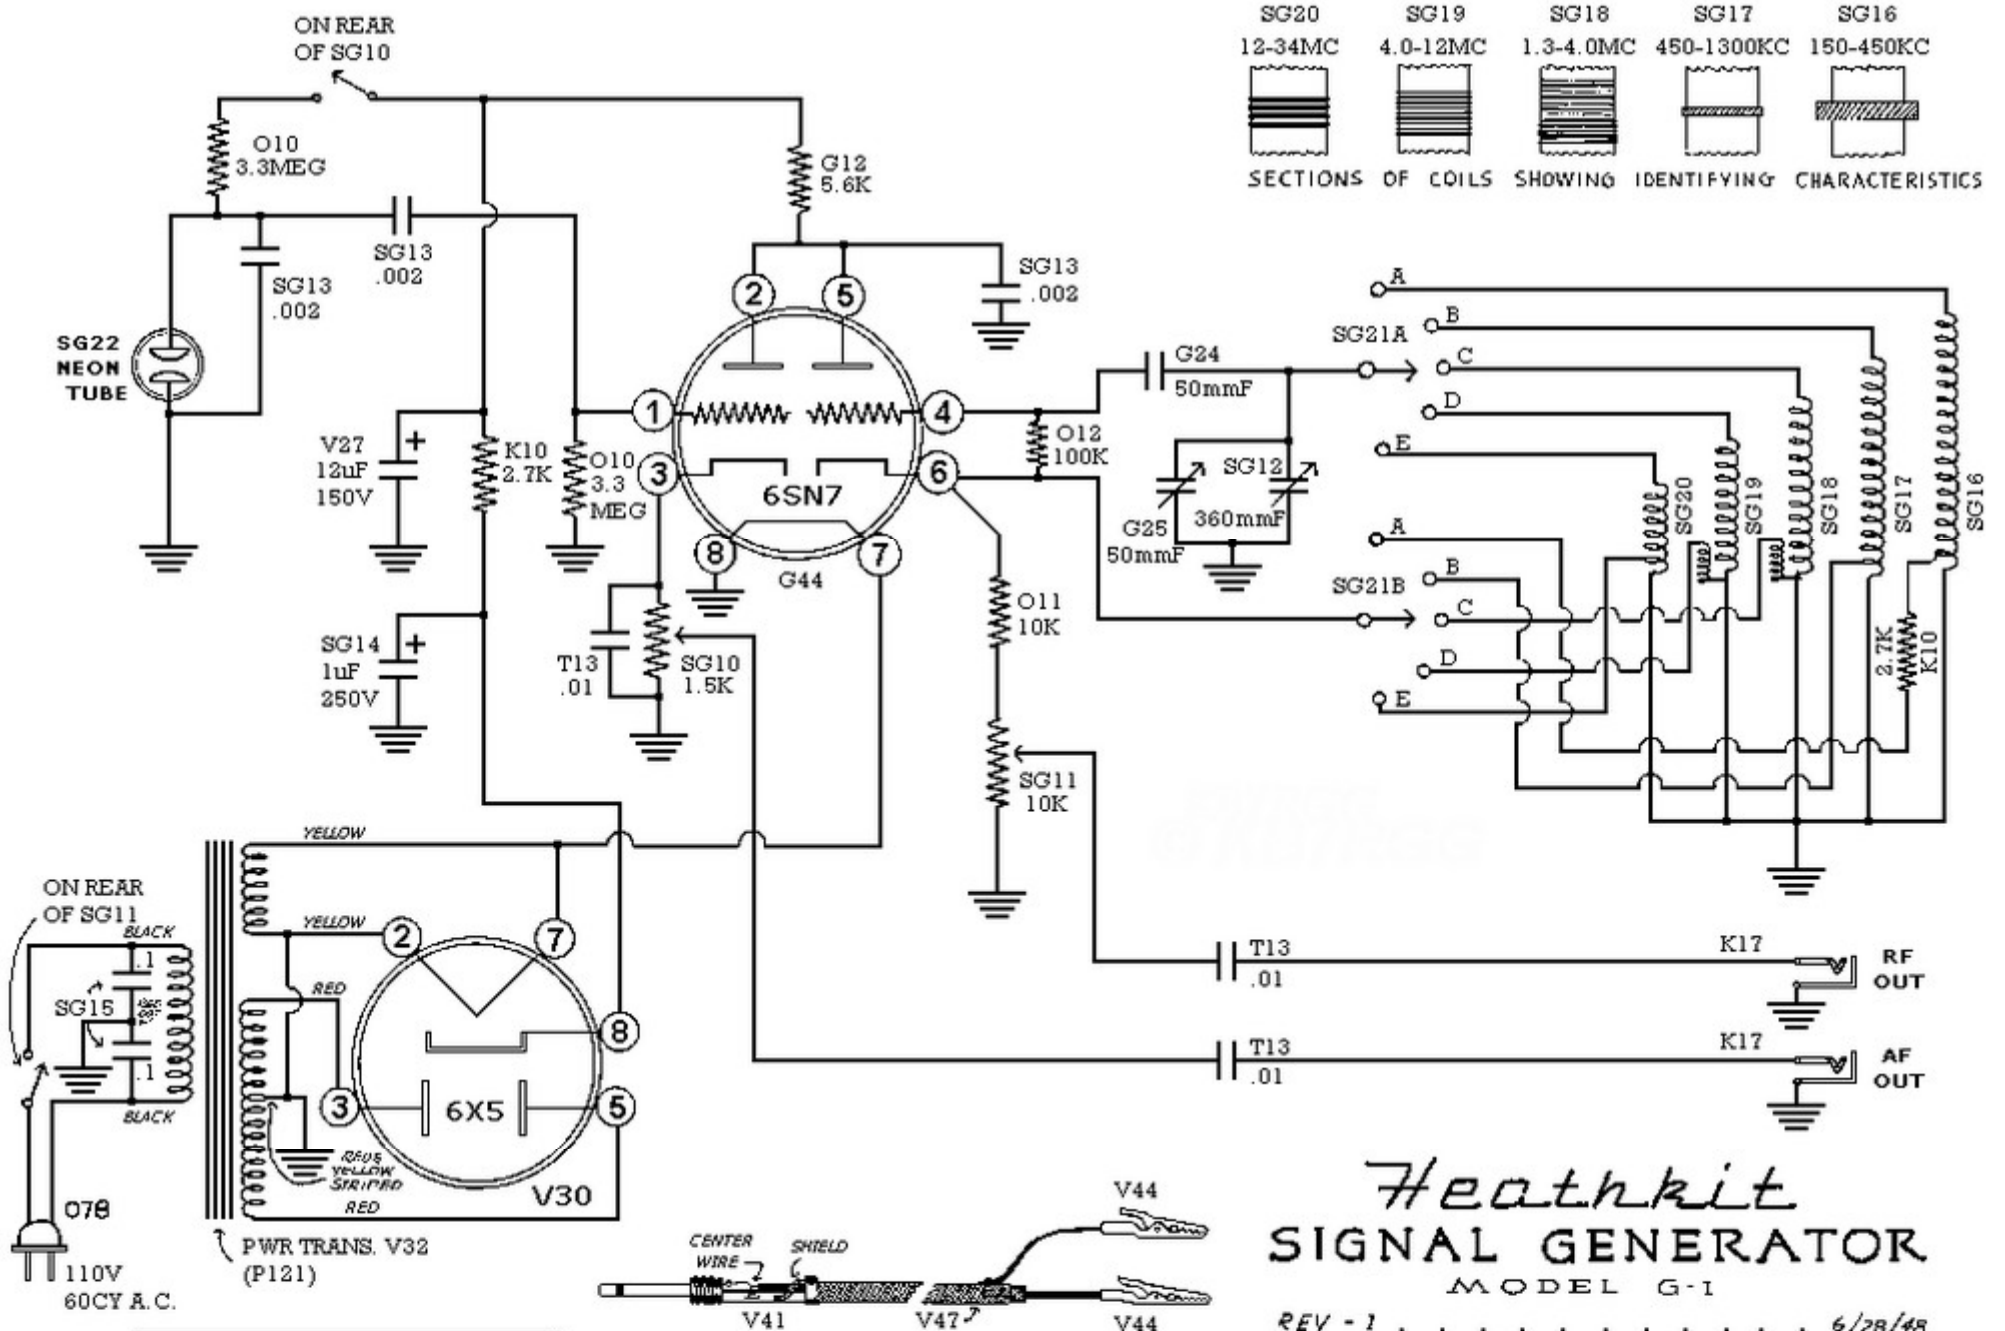 ON REAR
OF SG10
SG20
12-34MC
SG19
4.0-12MC
SG18
1.3-4.0MC
SG17
450-1300KC
SG16
150-450KC
SECTIONS OF COILS SHOWING IDENTIFYING CHARACTERISTICS
O10
3.3MEG
G12
5.6K
SG13
.002
SG13
.002
SG13
.002
SG22
NEON
TUBE
2
5
1
4
3
6
8
7
6SN7
G44
V27
12uF
150V
K10
2.7K
O10
3.3
MEG
O12
100K
G24
50mmF
SG12
360mmF
G25
50mmF
SG21A
A
B
C
D
E
SG21B
A
B
C
D
E
SG20
SG19
SG18
SG17
SG16
2.7K
K10
SG14
1uF
250V
T13
.01
SG10
1.5K
O11
10K
SG11
10K
YELLOW
YELLOW
RED
RED
ON REAR
OF SG11
BLACK
.1
SG15
.1
BLACK
2
7
8
3
5
6X5
V30
YELLOW
STRIPED
078
110V
60CY A.C.
PWR TRANS. V32
(P121)
T13
.01
K17
RF
OUT
T13
.01
K17
AF
OUT
CENTER
WIRE
SHIELD
V41
V47
V44
V44
Heathkit
SIGNAL GENERATOR
MODEL G-1
REV - 1
6/28/48